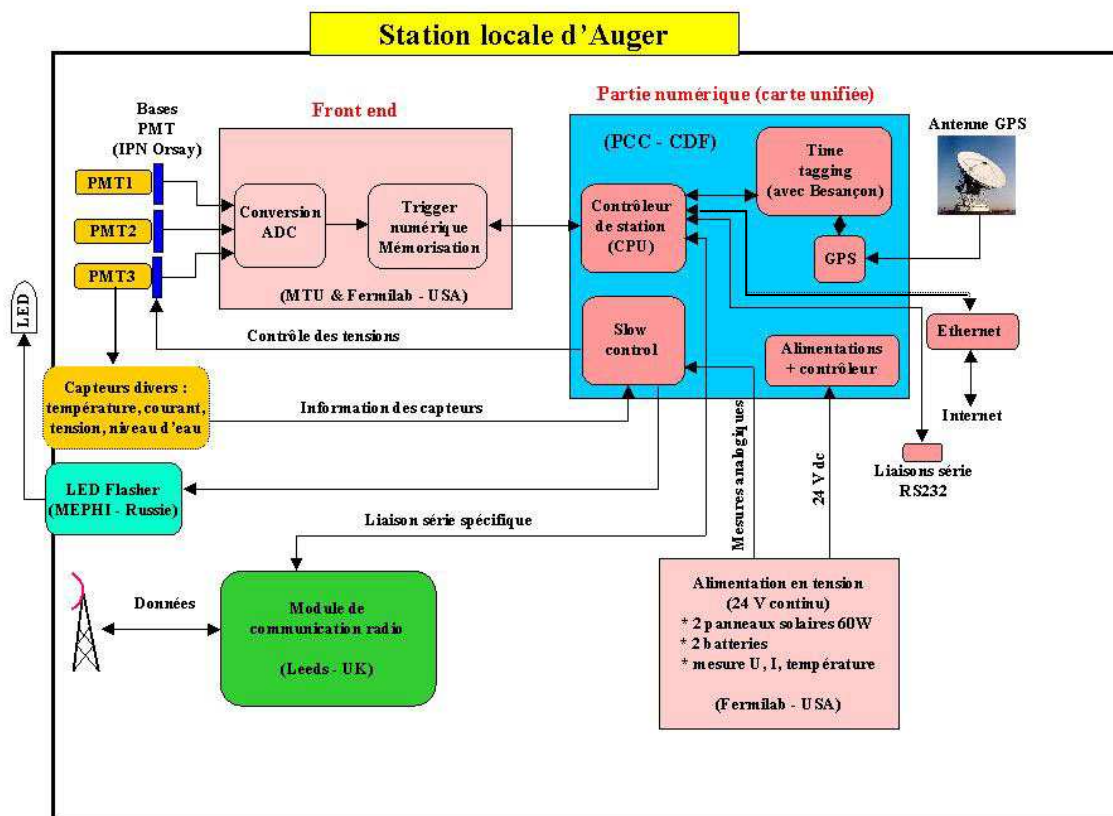 Station locale d'Auger
Bases
PMT
(IPN Orsay)
PMT1
PMT2
PMT3
Front end
Conversion
ADC
Trigger
numérique
Mémorisation
(MTU & Fermilab - USA)
Partie numérique (carte unifiée)
(PCC - CDF)
Time
tagging
(avec Besançon)
Contrôleur
de station
(CPU)
GPS
Antenne GPS
Slow
control
Alimentations
+ contrôleur
Ethernet
Internet
Liaisons série
RS232
LED
Contrôle des tensions
Capteurs divers :
température, courant,
tension, niveau d'eau
Information des capteurs
LED Flasher
(MEPHI - Russie)
Liaison série spécifique
Mesures analogiques
24 V dc
Données
Module de
communication radio
(Leeds - UK)
Alimentation en tension
(24 V continu)
* 2 panneaux solaires 60W
* 2 batteries
* mesure U, I, température
(Fermilab - USA)